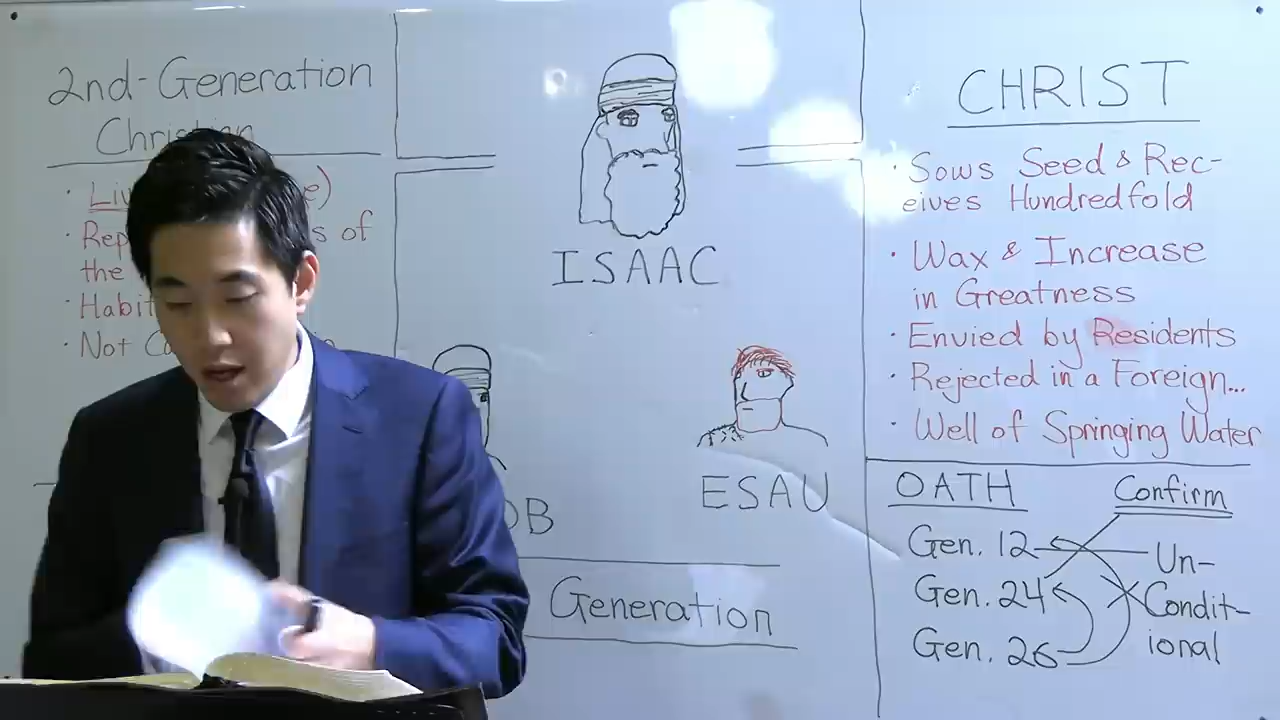 2nd-Generation
Christian
· Liv e)
· Rep s of
the
· Habit
· Not
ISAAC
OB
ESAU
Generation
CHRIST
· Sows Seed & Rec-
eives Hundredfold
· Wax & Increase
in Greatness
· Envied by Residents
· Rejected in a Foreign...
· Well of Springing Water
OATH Confirm
Gen. 12 Un-
Gen. 24 Condit-
Gen. 26 ional